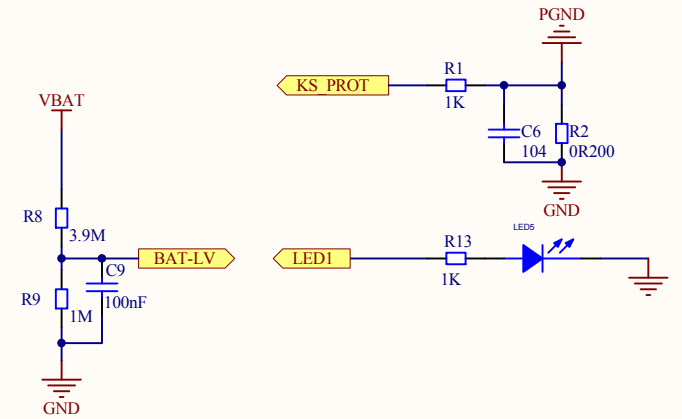 PGND
R1
KS_PROT
1K
C6
104
R2
0R200
GND
VBAT
R8
3.9M
BAT-LV
C9
100nF
R9
1M
GND
LED5
R13
LED1
1K